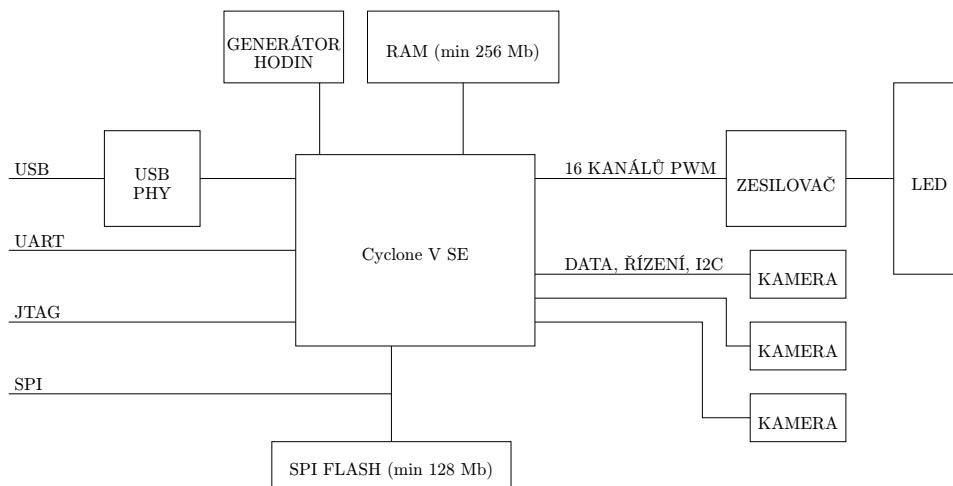 GENERÁTOR
HODIN
RAM (min 256 Mb)
USB
USB
PHY
16 KANÁLŮ PWM
ZESILOVAČ
LED
UART
Cyclone V SE
DATA, ŘÍZENÍ, I2C
KAMERA
JTAG
KAMERA
SPI
KAMERA
SPI FLASH (min 128 Mb)